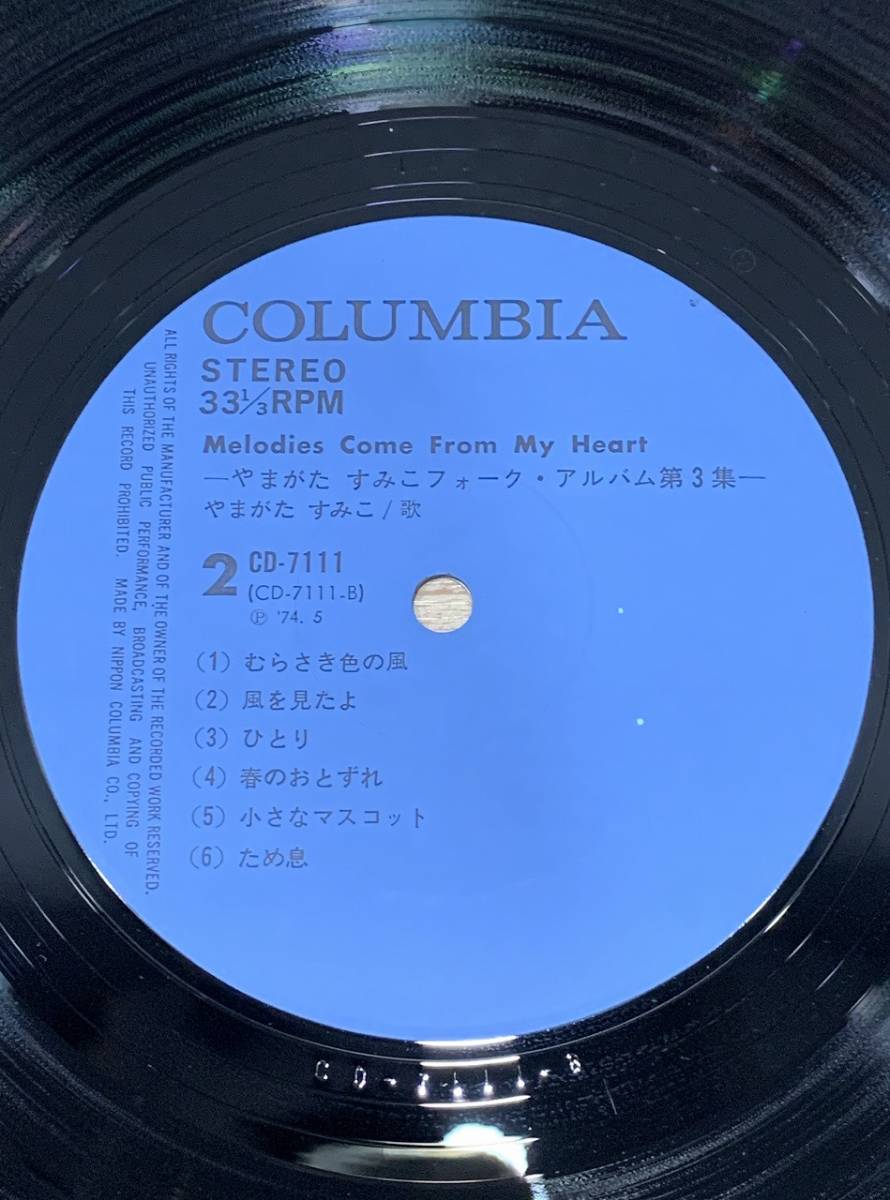 COLUMBIA
STEREO
33⅓RPM
Melodies Come From My Heart
—やまがた すみこフォーク・アルバム第3集—
やまがた すみこ/歌
2 CD-7111
(CD-7111-B)
Ⓟ '74. 5
(1) むらさき色の風
(2) 風を見たよ
(3) ひとり
(4) 春のおとずれ
(5) 小さなマスコット
(6) ため息
ALL RIGHTS OF THE MANUFACTURER AND OF THE OWNER OF THE RECORDED WORK RESERVED.
UNAUTHORIZED PUBLIC PERFORMANCE, BROADCASTING AND COPYING OF
THIS RECORD PROHIBITED. MADE BY NIPPON COLUMBIA CO., LTD.